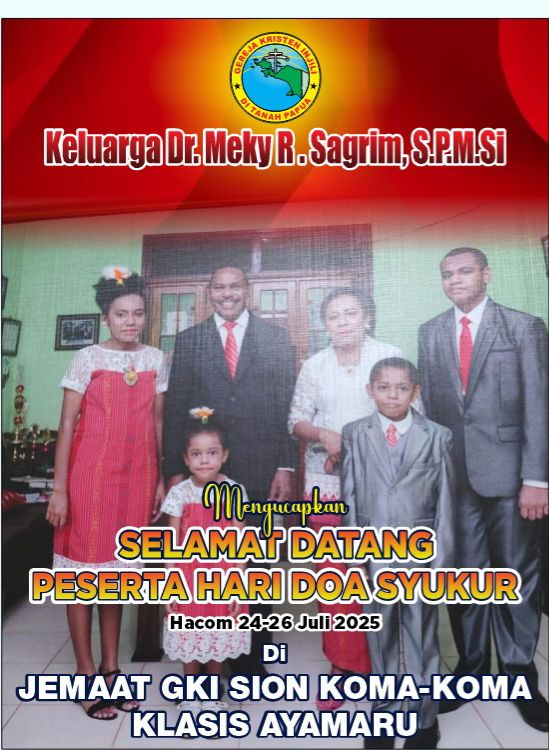 GEREJA KRISTEN INJILI
DI TANAH PAPUA
Keluarga Dr. Meky R . Sagrim, S.P.M.Si
Mengucapkan
SELAMAT DATANG
PESERTA HARI DOA SYUKUR
Hacom 24-26 Juli 2025
Di
JEMAAT GKI SION KOMA-KOMA
KLASIS AYAMARU